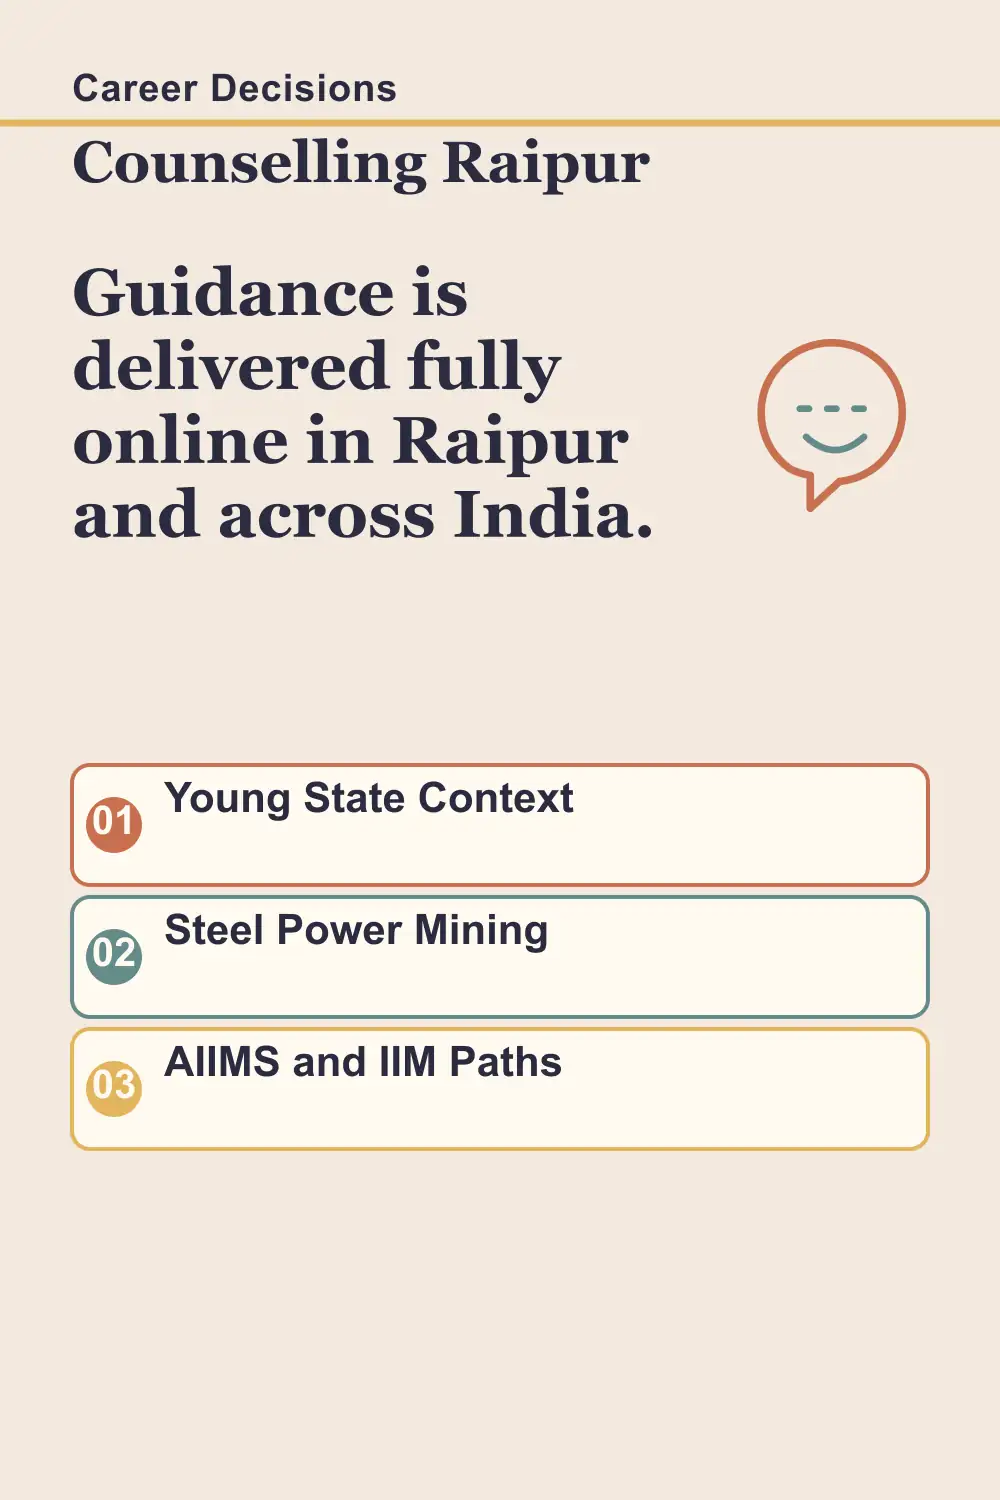 Career Decisions
Counselling Raipur
Guidance is
delivered fully
online in Raipur
and across India.
01 Young State Context
02 Steel Power Mining
03 AIIMS and IIM Paths